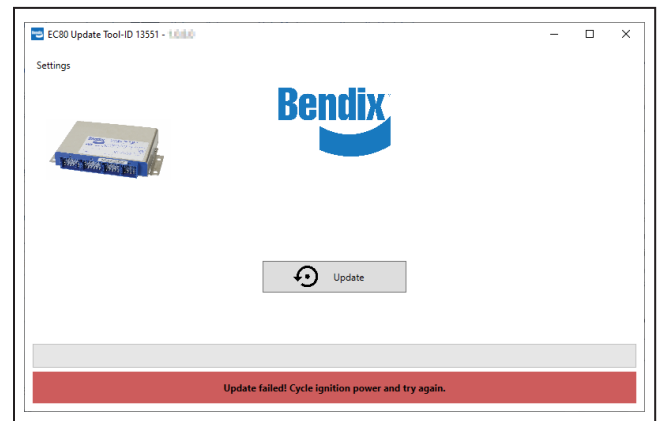 EC80 Update Tool-ID 13551 -
Settings
Bendix
Update
Update failed! Cycle ignition power and try again.